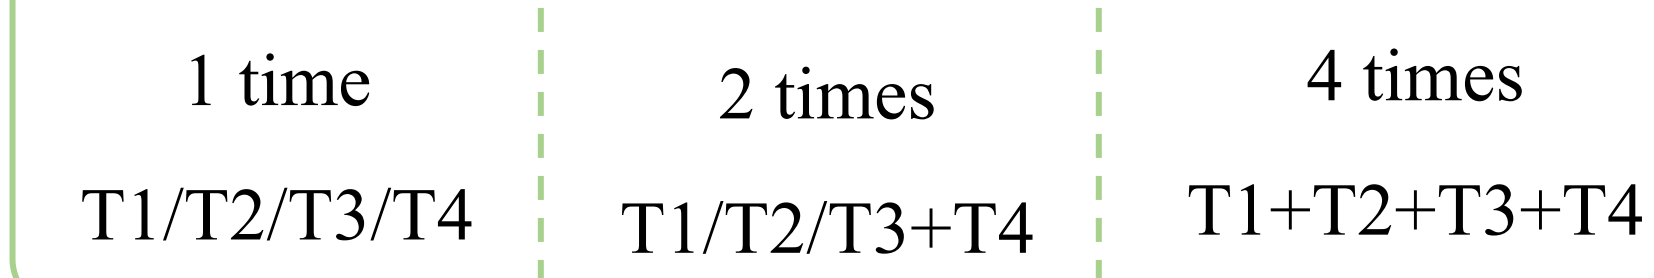 1 time
T1/T2/T3/T4
2 times
T1/T2/T3+T4
4 times
T1+T2+T3+T4